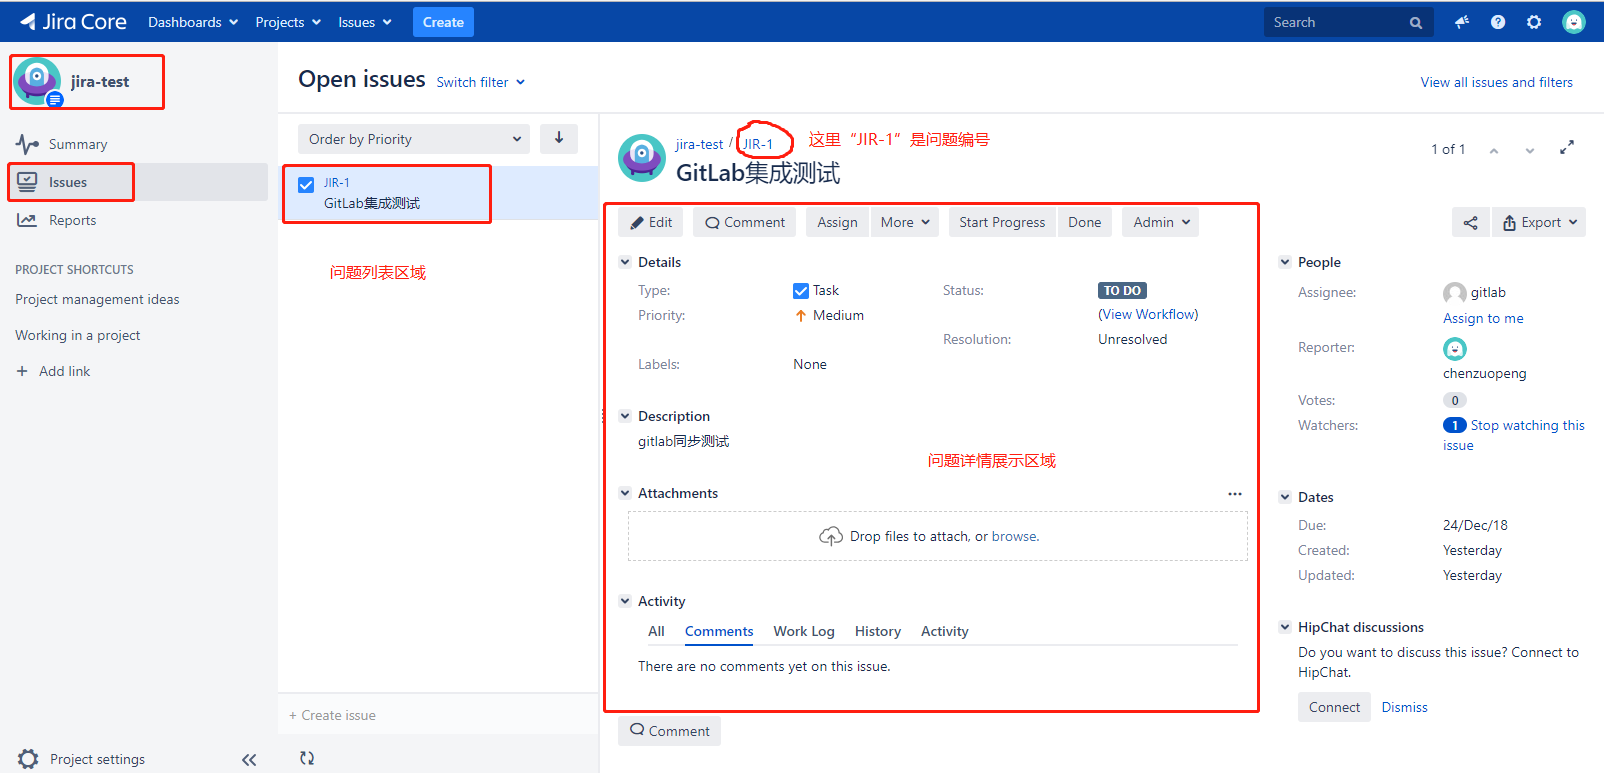 Jira Core Dashboards Projects Issues Create Search
jira-test
Summary
Issues
Reports
PROJECT SHORTCUTS
Project management ideas
Working in a project
+ Add link
Project settings
Open issues Switch filter
View all issues and filters
Order by Priority
JIR-1
GitLab集成测试
问题列表区域
+ Create issue
jira-test / JIR-1 这里“JIR-1”是问题编号
GitLab集成测试
1 of 1
Edit Comment Assign More Start Progress Done Admin
Export
Details
Type: Task Status: TO DO
Priority: Medium (View Workflow)
Resolution: Unresolved
Labels: None
Description
gitlab同步测试
问题详情展示区域
Attachments
Drop files to attach, or browse.
Activity
All Comments Work Log History Activity
There are no comments yet on this issue.
Comment
People
Assignee: gitlab
Assign to me
Reporter:
chenzuopeng
Votes: 0
Watchers: 1 Stop watching this
issue
Dates
Due: 24/Dec/18
Created: Yesterday
Updated: Yesterday
HipChat discussions
Do you want to discuss this issue? Connect to
HipChat.
Connect Dismiss